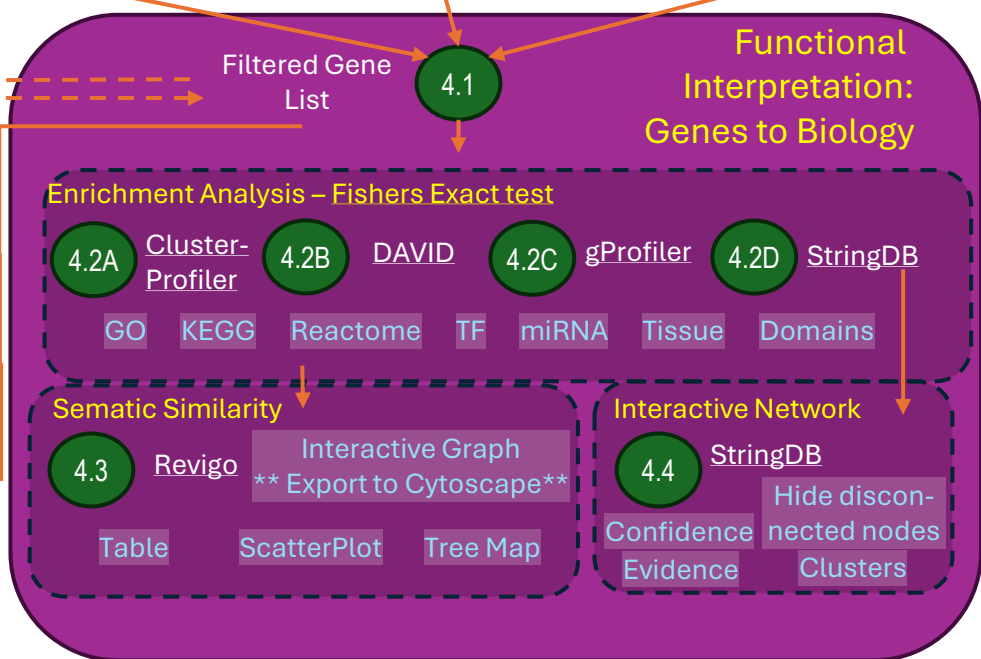 Functional
Interpretation:
Genes to Biology
Filtered Gene
List
4.1
Enrichment Analysis – Fishers Exact test
4.2A
Cluster-
Profiler
4.2B
DAVID
4.2C
gProfiler
4.2D
StringDB
GO KEGG Reactome TF miRNA Tissue Domains
Sematic Similarity
4.3
Revigo
Interactive Graph
** Export to Cytoscape**
Table ScatterPlot Tree Map
Interactive Network
4.4
StringDB
Hide discon-
nected nodes
Confidence
Evidence
Clusters